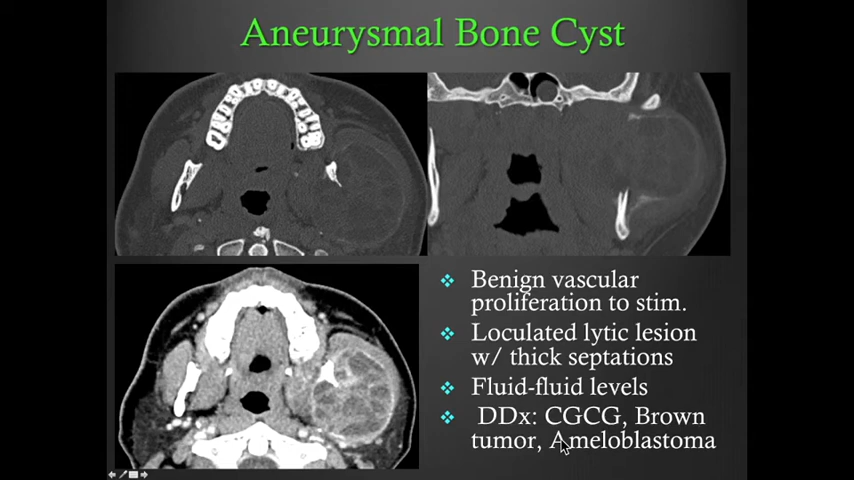 Aneurysmal Bone Cyst
Benign vascular
proliferation to stim.
Loculated lytic lesion
w/ thick septations
Fluid-fluid levels
DDx: CGCG, Brown
tumor, Ameloblastoma